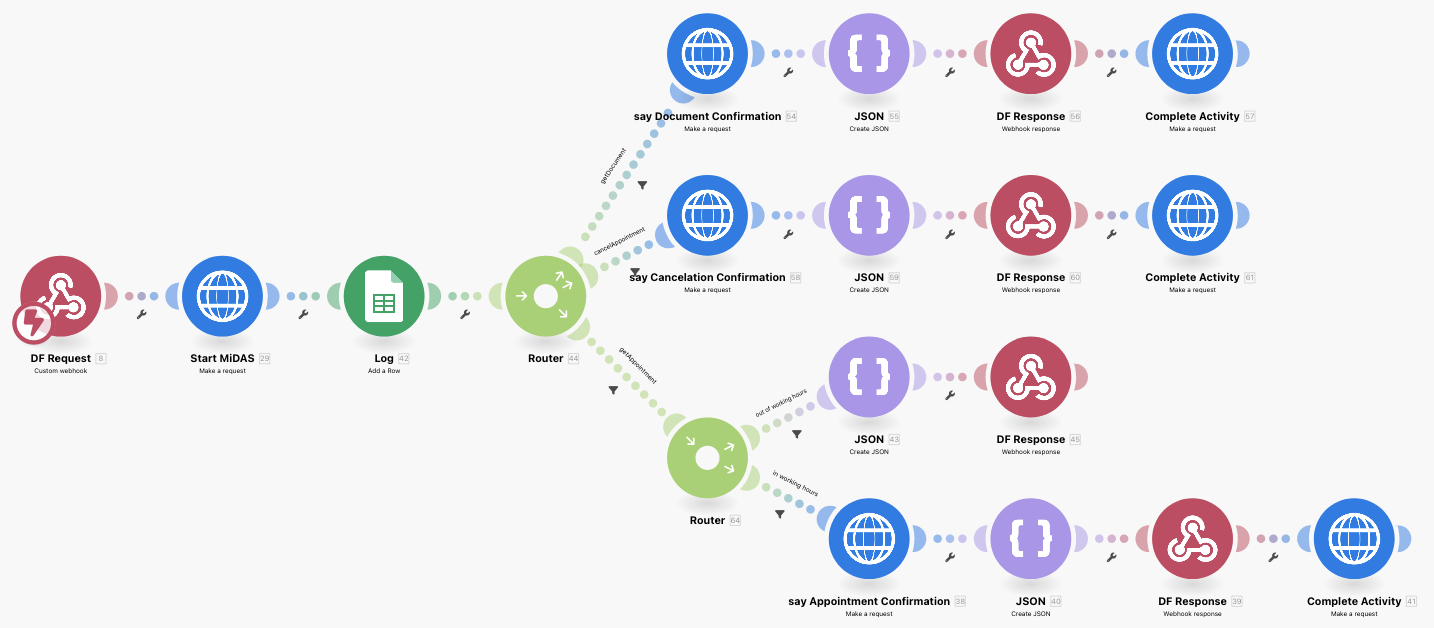 say Document Confirmation 54
Make a request
JSON 55
Create JSON
DF Response 56
Webhook response
Complete Activity 57
Make a request
getDocument
cancelAppointment
say Cancelation Confirmation 58
Make a request
JSON 59
Create JSON
DF Response 60
Webhook response
Complete Activity 61
Make a request
DF Request 8
Custom webhook
Start MiDAS 29
Make a request
Log 42
Add a Row
Router 44
getAppointment
out of working hours
JSON 43
Create JSON
DF Response 45
Webhook response
Router 64
in working hours
say Appointment Confirmation 38
Make a request
JSON 40
Create JSON
DF Response 39
Webhook response
Complete Activity 41
Make a request